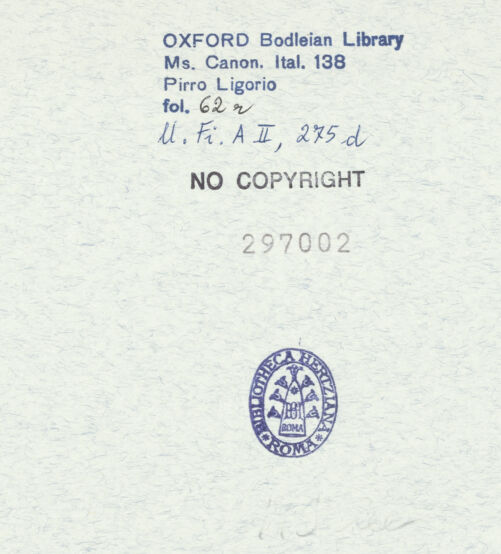 OXFORD Bodleian Library
Ms. Canon. Ital. 138
Pirro Ligorio
fol. 62 r
U. Fi. A II, 275 d
NO COPYRIGHT
297002
BIBLIOTHECA HERTZIANA
* ROMA *
ROMA